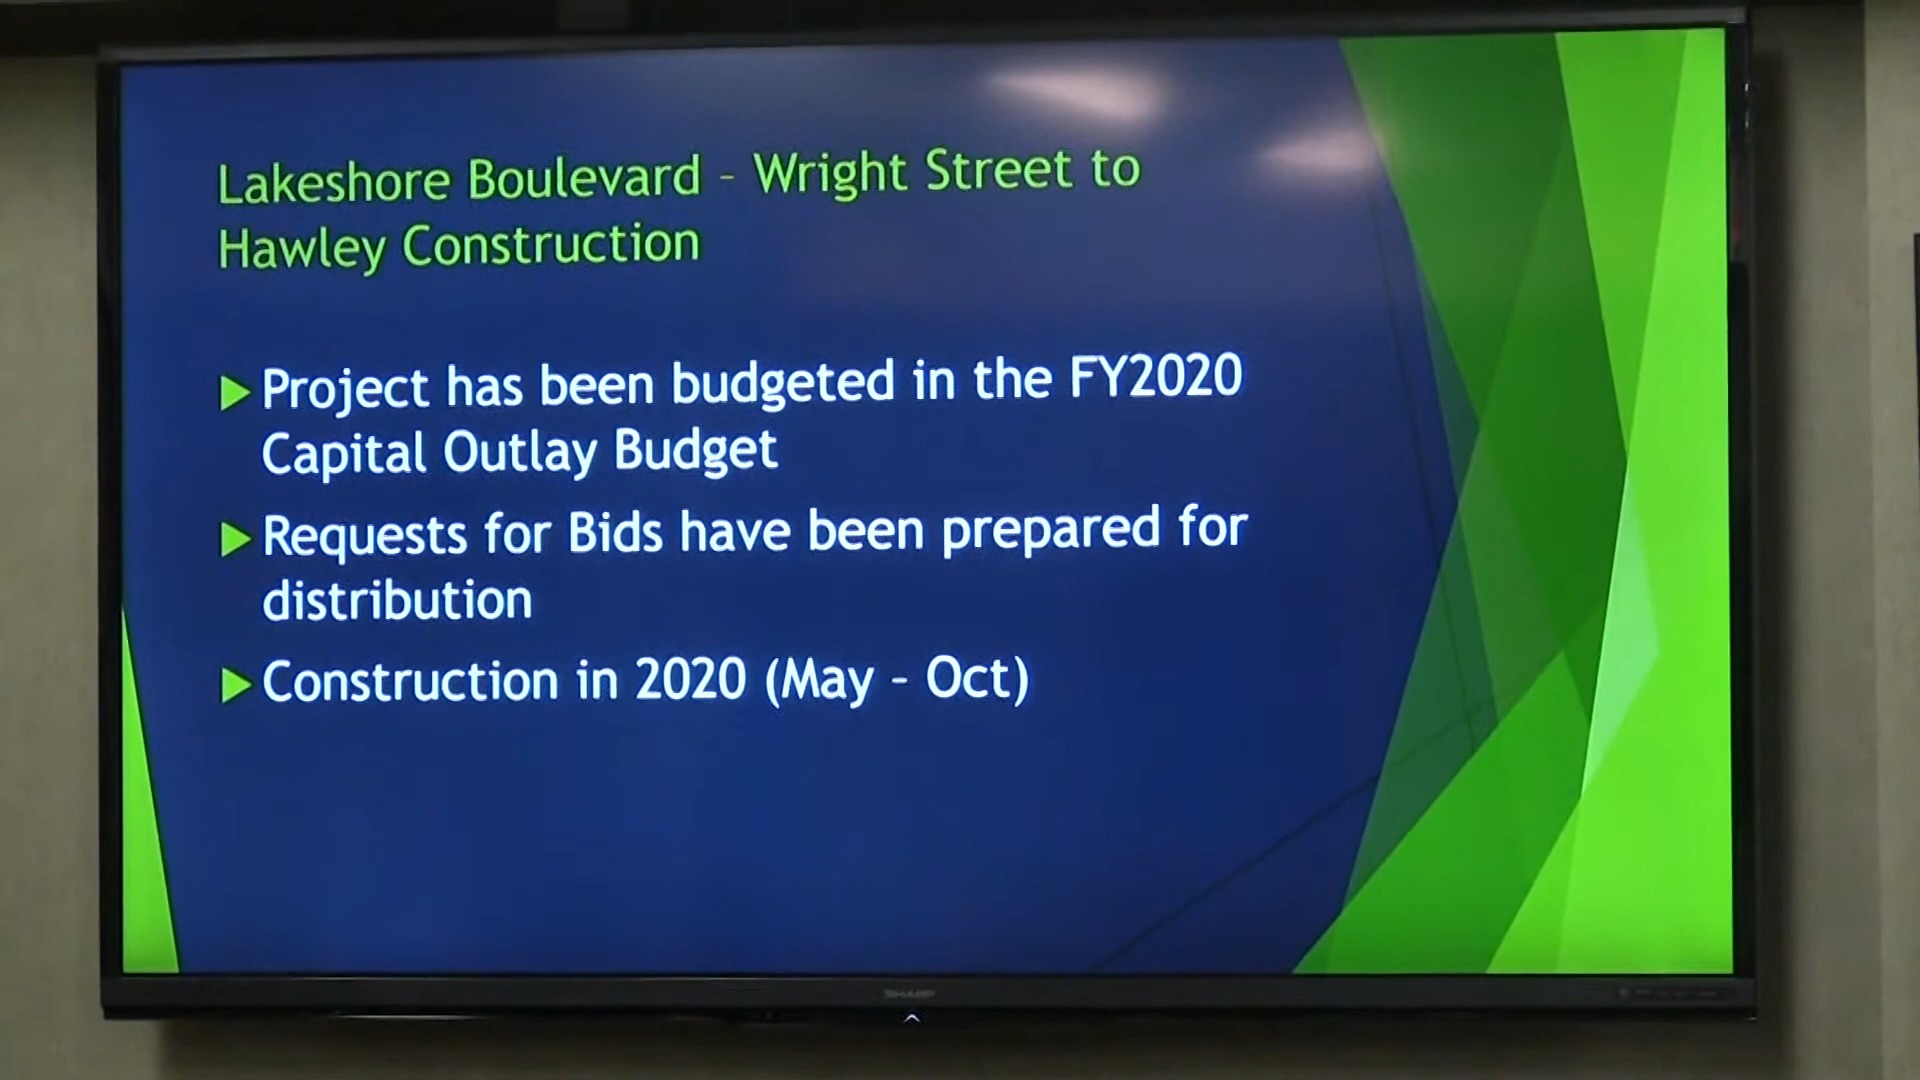 Lakeshore Boulevard – Wright Street to
Hawley Construction
Project has been budgeted in the FY2020
Capital Outlay Budget
Requests for Bids have been prepared for
distribution
Construction in 2020 (May – Oct)
SHARP